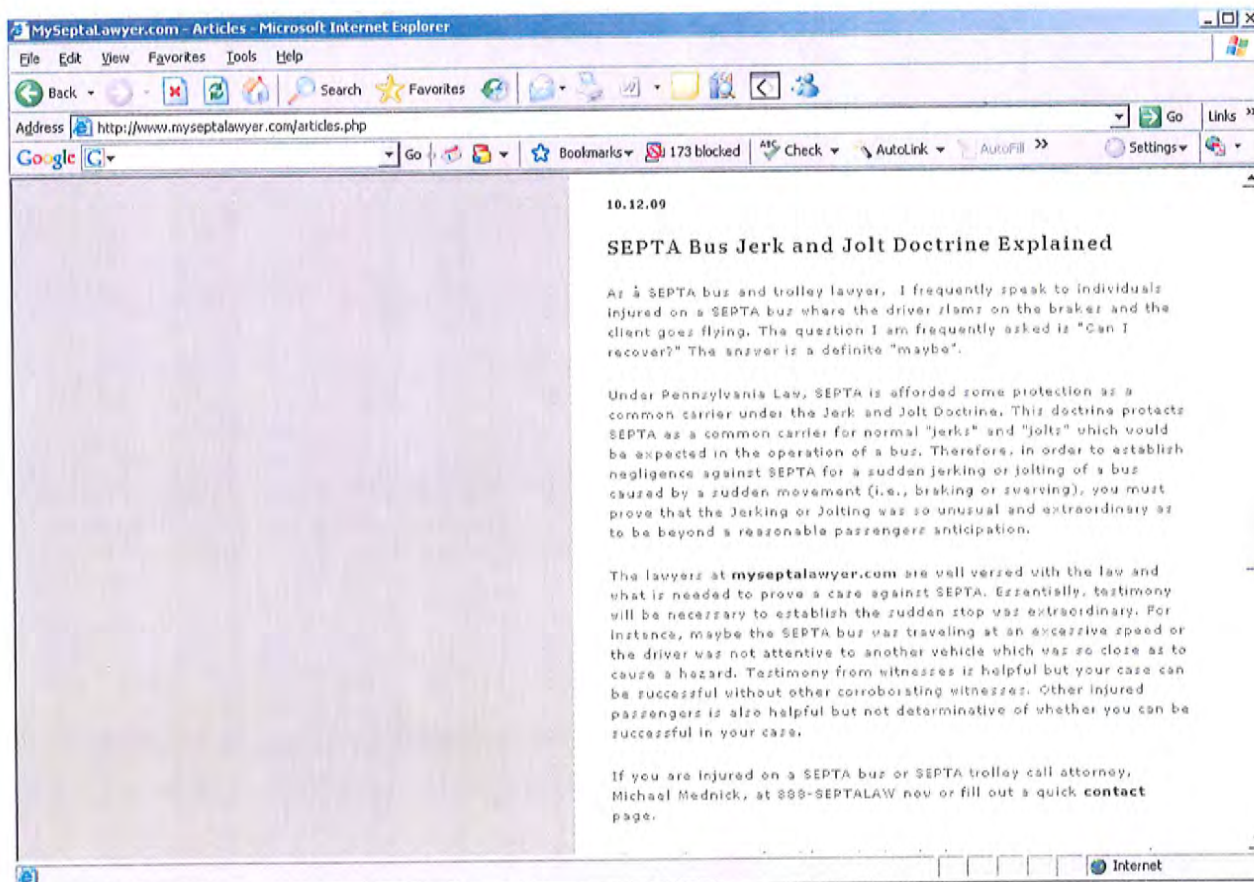 MySeptaLawyer.com - Articles - Microsoft Internet Explorer
File Edit View Favorites Tools Help
Back Search Favorites
Address http://www.myseptalawyer.com/articles.php Go Links »
Google G Go Bookmarks 173 blocked ABC Check AutoLink AutoFill » Settings
10.12.09
SEPTA Bus Jerk and Jolt Doctrine Explained
As a SEPTA bus and trolley lawyer, I frequently speak to individuals
injured on a SEPTA bus where the driver slams on the brakes and the
client goes flying. The question I am frequently asked is "Can I
recover?" The answer is a definite "maybe".
Under Pennsylvania Law, SEPTA is afforded some protection as a
common carrier under the Jerk and Jolt Doctrine. This doctrine protects
SEPTA as a common carrier for normal "jerks" and "jolts" which would
be expected in the operation of a bus. Therefore, in order to establish
negligence against SEPTA for a sudden jerking or jolting of a bus
caused by a sudden movement (i.e., braking or swerving), you must
prove that the Jerking or Jolting was so unusual and extraordinary as
to be beyond a reasonable passengers anticipation.
The lawyers at myseptalawyer.com are well versed with the law and
what is needed to prove a case against SEPTA. Essentially, testimony
will be necessary to establish the sudden stop was extraordinary. For
instance, maybe the SEPTA bus was traveling at an excessive speed or
the driver was not attentive to another vehicle which was so close as to
cause a hazard. Testimony from witnesses is helpful but your case can
be successful without other corroborating witnesses. Other injured
passengers is also helpful but not determinative of whether you can be
successful in your case.
If you are injured on a SEPTA bus or SEPTA trolley call attorney,
Michael Mednick, at 888-SEPTALAW now or fill out a quick contact
page.
Internet